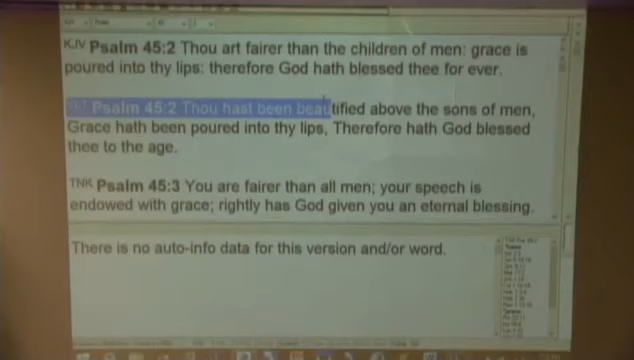 KJV Psalm 45:2 Thou art fairer than the children of men: grace is
poured into thy lips: therefore God hath blessed thee for ever.
Psalm 45:2 Thou hast been beautified above the sons of men,
Grace hath been poured into thy lips, Therefore hath God blessed
thee to the age.
TNK Psalm 45:3 You are fairer than all men; your speech is
endowed with grace; rightly has God given you an eternal blessing.
There is no auto-info data for this version and/or word.